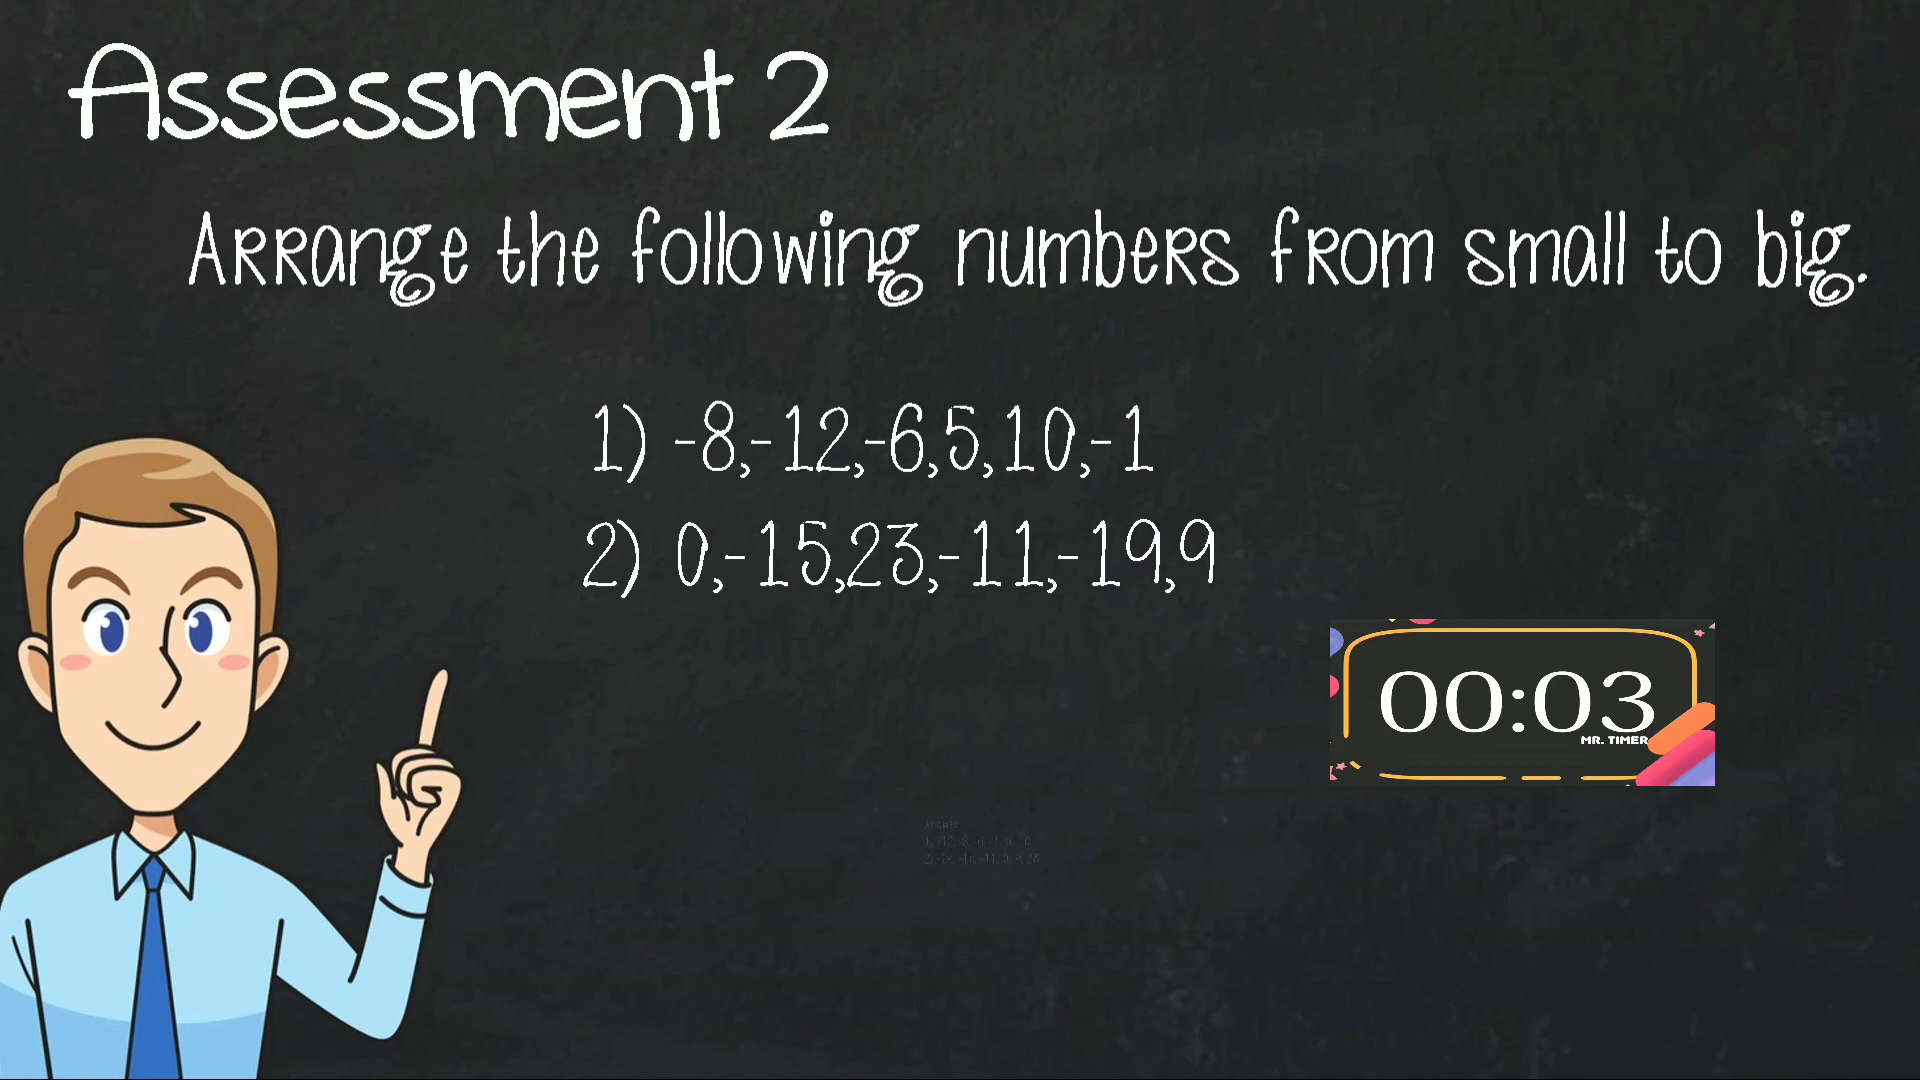 Assessment 2
Arrange the following numbers from small to big.
1) -8,-12,-6,5,10,-1
2) 0,-15,23,-11,-19,9
00:03
MR. TIMER